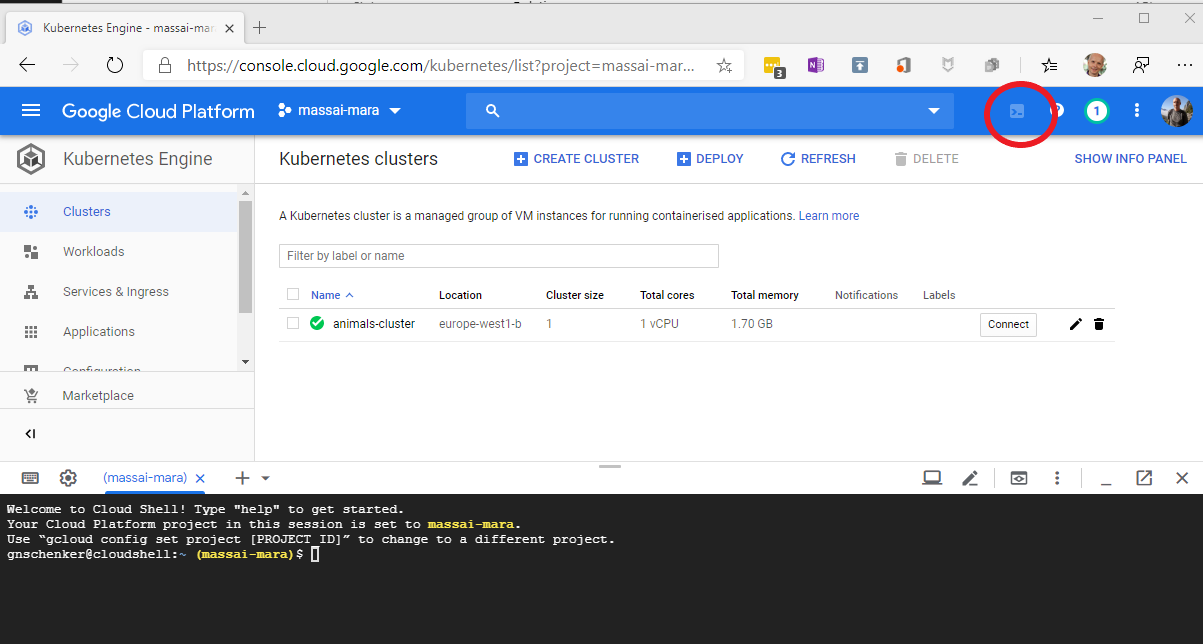 Kubernetes Engine - massai-mar
https://console.cloud.google.com/kubernetes/list?project=massai-mar...
3
Google Cloud Platform
massai-mara
1
Kubernetes Engine
Kubernetes clusters
CREATE CLUSTER
DEPLOY
REFRESH
DELETE
SHOW INFO PANEL
Clusters
Workloads
Services & Ingress
Applications
Configuration
Marketplace
A Kubernetes cluster is a managed group of VM instances for running containerised applications. Learn more
Filter by label or name
Name Location Cluster size Total cores Total memory Notifications Labels
animals-cluster europe-west1-b 1 1 vCPU 1.70 GB Connect
(massai-mara)
Welcome to Cloud Shell! Type "help" to get started.
Your Cloud Platform project in this session is set to massai-mara.
Use “gcloud config set project [PROJECT_ID]” to change to a different project.
gnschenker@cloudshell:~ (massai-mara)$